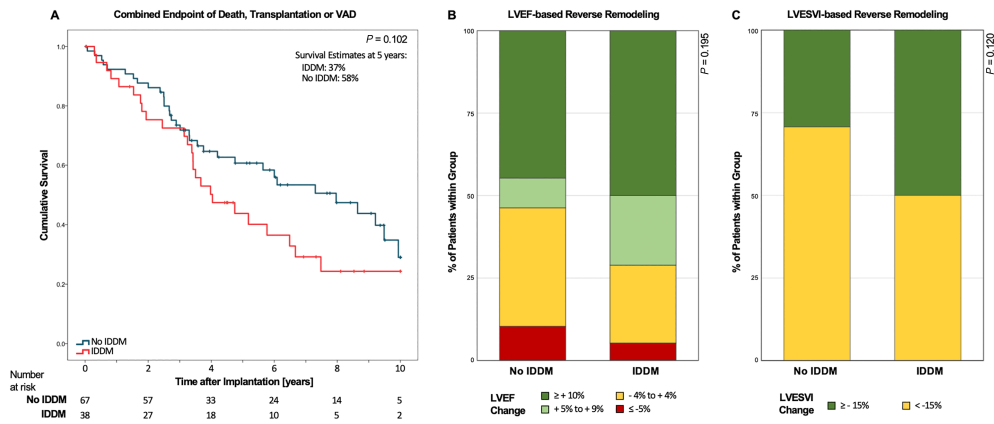 A
Combined Endpoint of Death, Transplantation or VAD
P = 0.102
Survival Estimates at 5 years:
IDDM: 37%
No IDDM: 58%
Cumulative Survival
1.0
0.8
0.6
0.4
0.2
0.0
No IDDM
IDDM
0 2 4 6 8 10
Time after Implantation [years]
Number
at risk
No IDDM 67 57 33 24 14 5
IDDM 38 27 18 10 5 2
B
LVEF-based Reverse Remodeling
P = 0.195
% of Patients within Group
100
75
50
25
0
No IDDM IDDM
LVEF
Change
≥ + 10%
+ 5% to + 9%
- 4% to + 4%
≤ -5%
C
LVESVI-based Reverse Remodeling
P = 0.120
% of Patients within Group
100
75
50
25
0
No IDDM IDDM
LVESVI
Change
≥ - 15%
< -15%